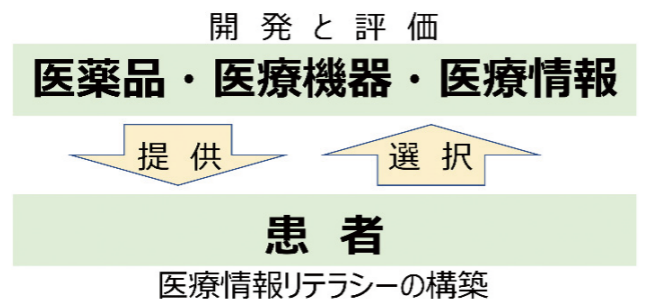 開発と評価
医薬品・医療機器・医療情報
提供 選択
患者
医療情報リテラシーの構築